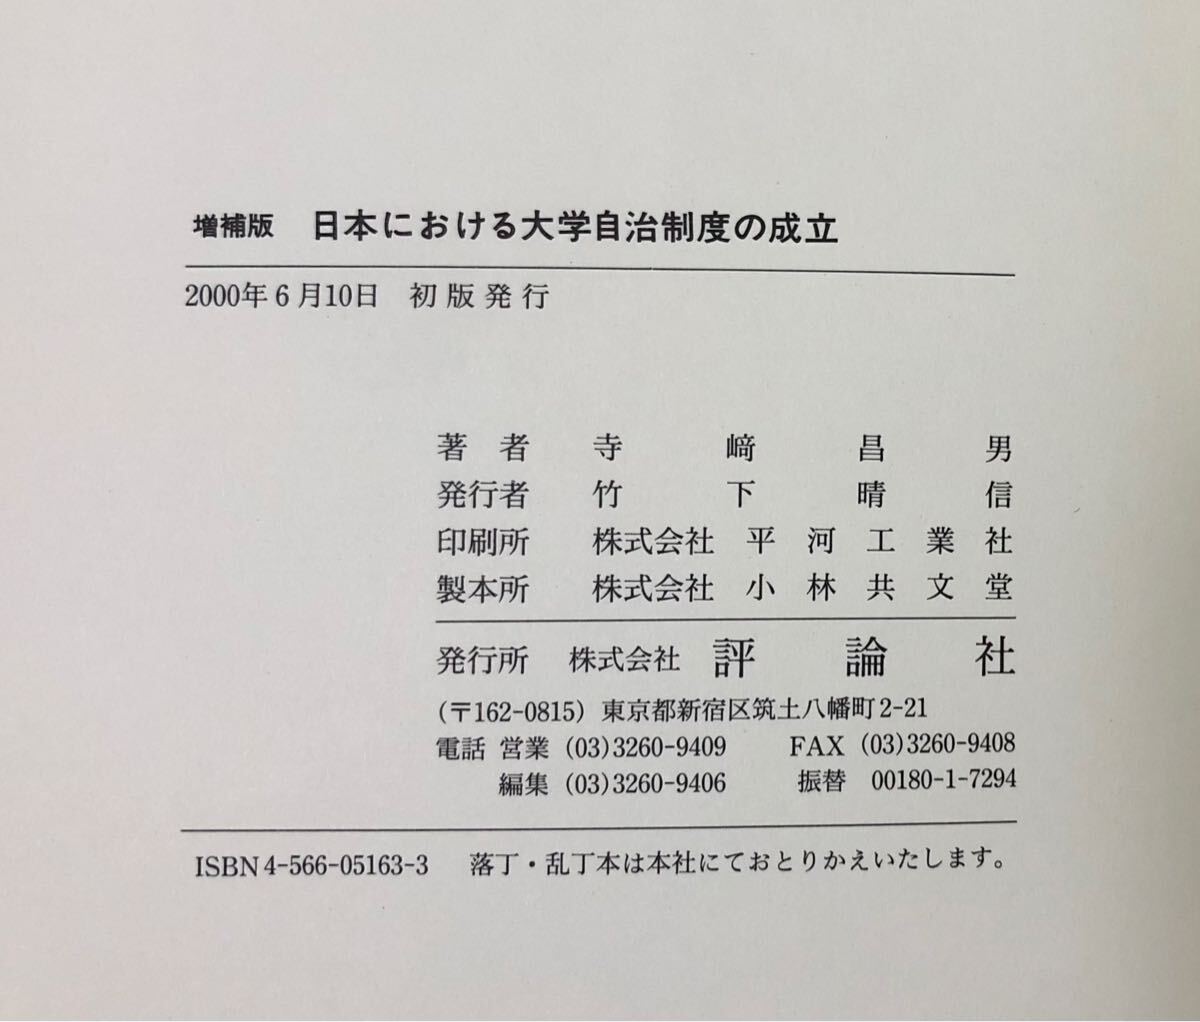 増補版 日本における大学自治制度の成立
2000年6月10日 初版発行
著者 寺﨑昌男
発行者 竹下晴信
印刷所 株式会社 平河工業社
製本所 株式会社 小林共文堂
発行所 株式会社 評論社
(〒162-0815) 東京都新宿区筑土八幡町2-21
電話 営業 (03)3260-9409 FAX (03)3260-9408
編集 (03)3260-9406 振替 00180-1-7294
ISBN4-566-05163-3 落丁・乱丁本は本社にておとりかえいたします。